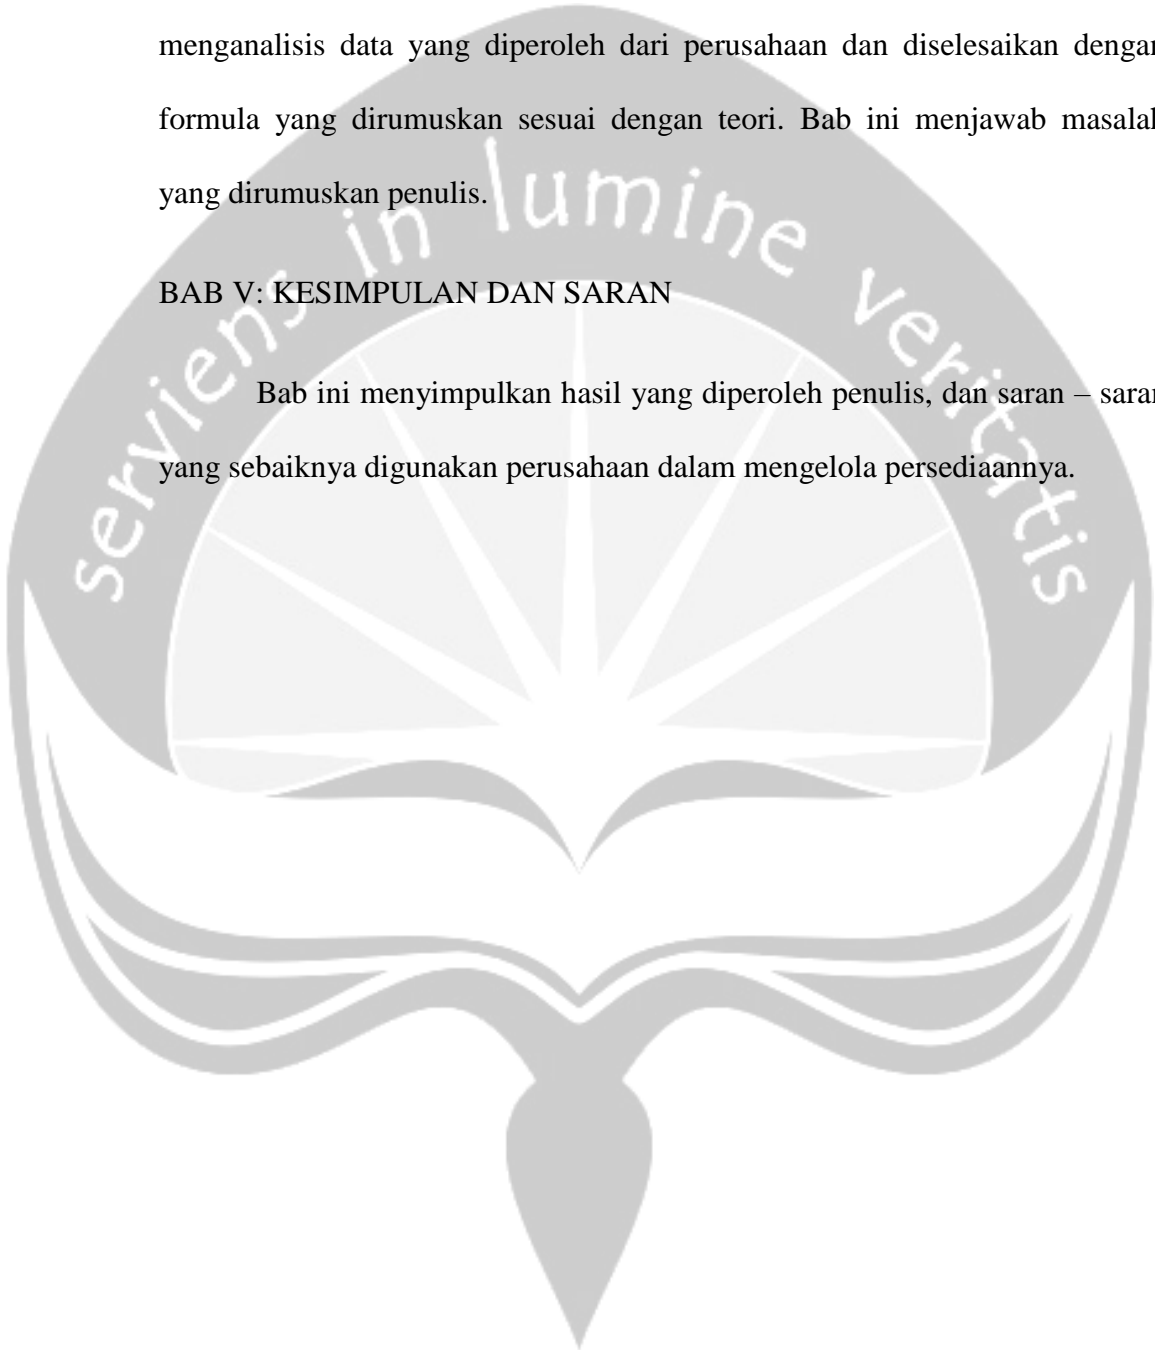 menganalisis data yang diperoleh dari perusahaan dan diselesaikan dengan
formula yang dirumuskan sesuai dengan teori. Bab ini menjawab masalah
yang dirumuskan penulis.
serviens in lumine veritatis
BAB V: KESIMPULAN DAN SARAN
Bab ini menyimpulkan hasil yang diperoleh penulis, dan saran – saran
yang sebaiknya digunakan perusahaan dalam mengelola persediaannya.